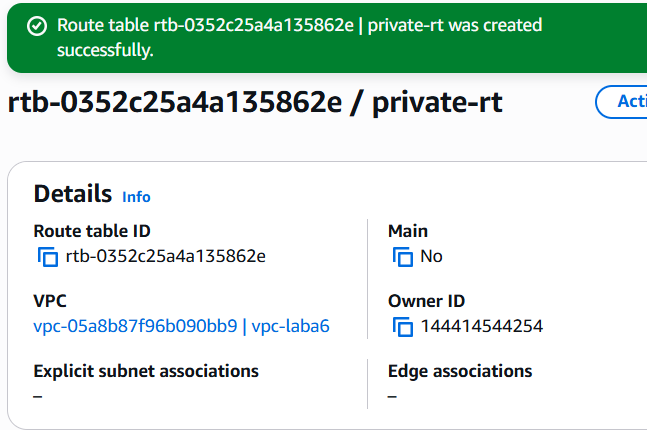 Route table rtb-0352c25a4a135862e | private-rt was created
successfully.
rtb-0352c25a4a135862e / private-rt
Details Info
Route table ID
rtb-0352c25a4a135862e
Main
No
VPC
vpc-05a8b87f96b090bb9 | vpc-laba6
Owner ID
144414544254
Explicit subnet associations
–
Edge associations
–